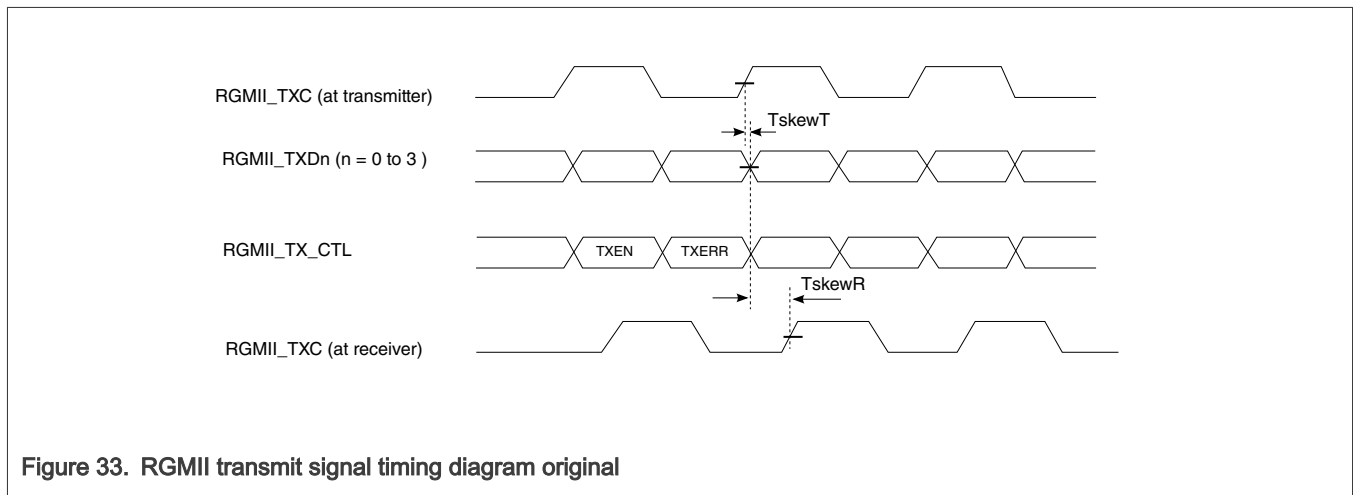 RGMII_TXC (at transmitter)
TskewT
RGMII_TXDn (n = 0 to 3 )
RGMII_TX_CTL
TXEN
TXERR
TskewR
RGMII_TXC (at receiver)
Figure 33. RGMII transmit signal timing diagram original